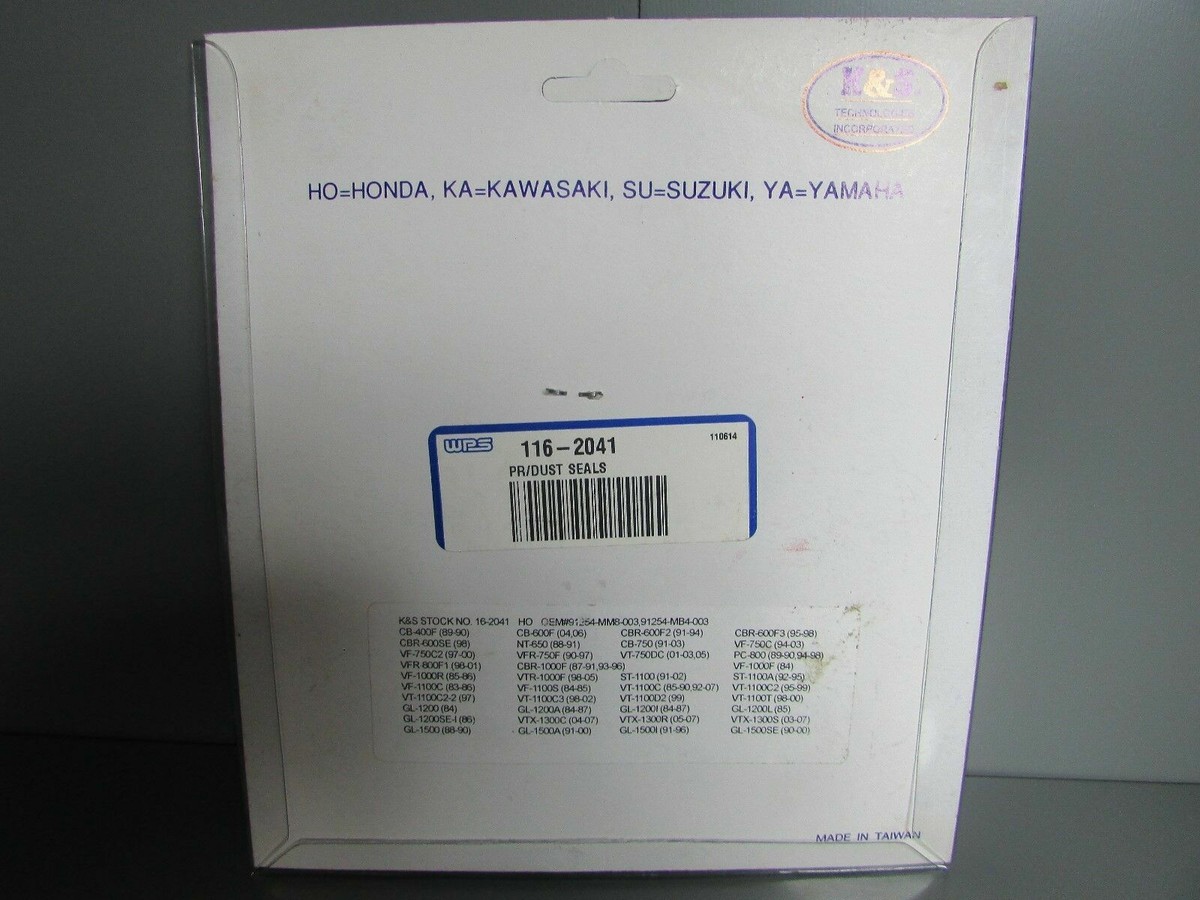 K&S
TECHNOLOGIES
INCORPORATED
HO=HONDA, KA=KAWASAKI, SU=SUZUKI, YA=YAMAHA
WPS 116-2041 110614
PR/DUST SEALS
K&S STOCK NO. 16-2041 HO OEM#91254-MM8-003,91254-MB4-003
CB-400F (89-90) CB-600F (04,06) CBR-600F2 (91-94) CBR-600F3 (95-98)
CBR-600SE (98) NT-650 (88-91) CB-750 (91-03) VF-750C (94-03)
VF-750C2 (97-00) VFR-750F (90-97) VT-750DC (01-03,05) PC-800 (89-90,94-98)
VFR-800F1 (98-01) CBR-1000F (87-91,93-96) VF-1000F (84)
VF-1000R (85-86) VTR-1000F (98-05) ST-1100 (91-02) ST-1100A (92-95)
VF-1100C (83-86) VF-1100S (84-85) VT-1100C (85-90,92-07) VT-1100C2 (95-99)
VT-1100C2-2 (97) VT-1100C3 (98-02) VT-1100D2 (99) VT-1100T (98-00)
GL-1200 (84) GL-1200A (84-87) GL-1200I (84-87) GL-1200L (85)
GL-1200SE-I (86) VTX-1300C (04-07) VTX-1300R (05-07) VTX-1300S (03-07)
GL-1500 (88-90) GL-1500A (91-00) GL-1500I (91-96) GL-1500SE (90-00)
MADE IN TAIWAN